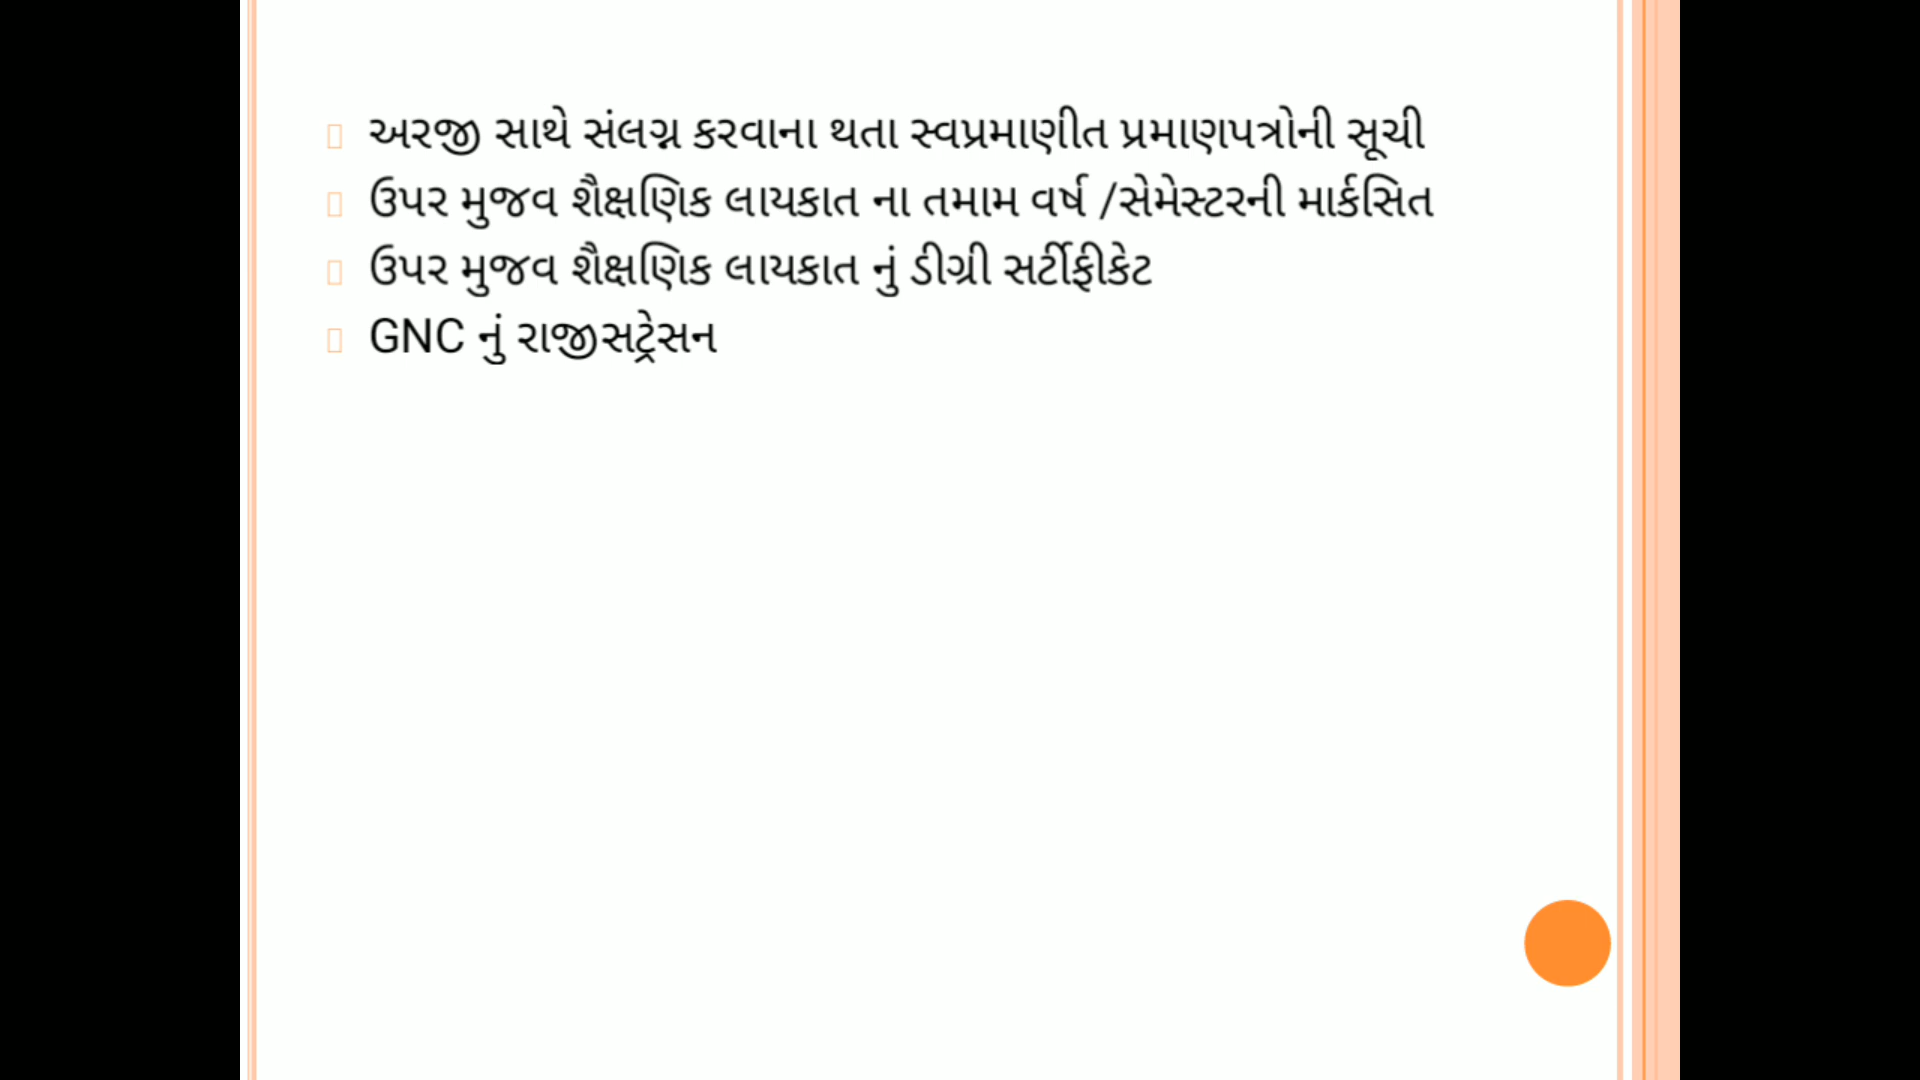 અરજી સાથે સંલગ્ન કરવાના થતા સ્વપ્રમાણીત પ્રમાણપત્રોની સૂચી
ઉપર મુજવ શૈક્ષણિક લાયકાત ના તમામ વર્ષ /સેમેસ્ટરની માર્કસિત
ઉપર મુજવ શૈક્ષણિક લાયકાત નું ડીગ્રી સર્ટીફીકેટ
GNC નું રાજીસટ્રેસન